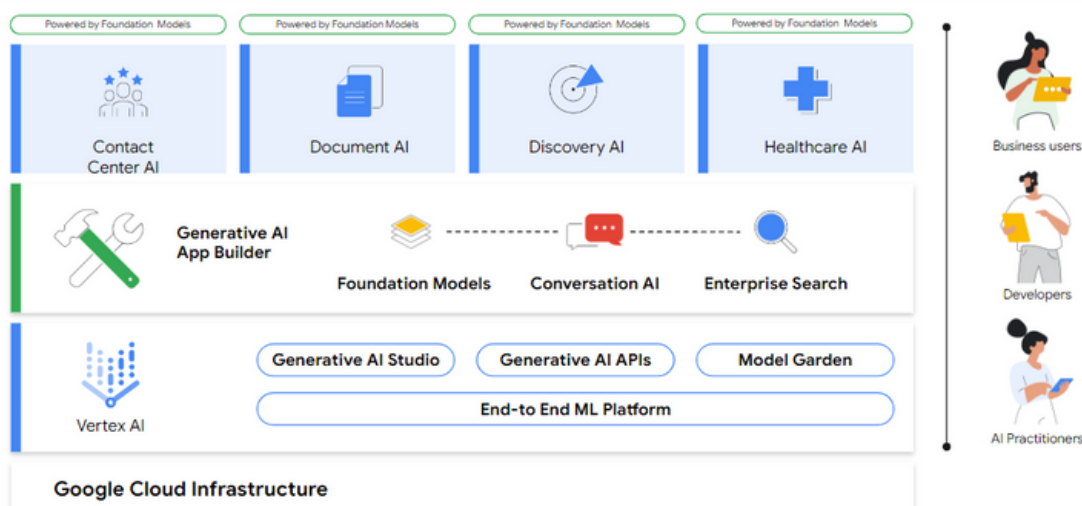 Powered by Foundation Models
Powered by Foundation Models
Powered by Foundation Models
Powered by Foundation Models
Contact
Center AI
Document AI
Discovery AI
Healthcare AI
Business users
Generative AI
App Builder
Foundation Models
Conversation AI
Enterprise Search
Developers
Vertex AI
Generative AI Studio
Generative AI APIs
Model Garden
End-to End ML Platform
AI Practitioners
Google Cloud Infrastructure